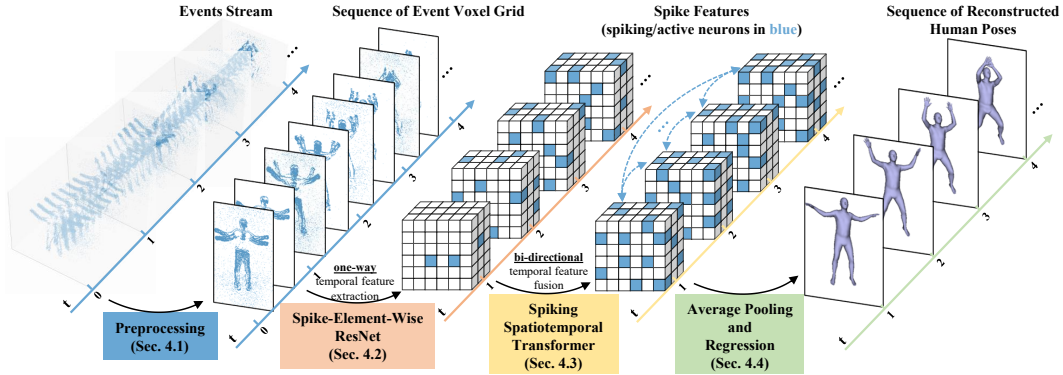 Events Stream
Sequence of Event Voxel Grid
Spike Features
(spiking/active neurons in blue)
Sequence of Reconstructed
Human Poses
t
0
1
2
3
4
...
Preprocessing
(Sec. 4.1)
t
0
1
2
3
4
...
one-way
temporal feature
extraction
Spike-Element-Wise
ResNet
(Sec. 4.2)
t
1
2
3
4
...
bi-directional
temporal feature
fusion
Spiking
Spatiotemporal
Transformer
(Sec. 4.3)
t
1
2
3
4
...
Average Pooling
and
Regression
(Sec. 4.4)
t
1
2
3
4
...